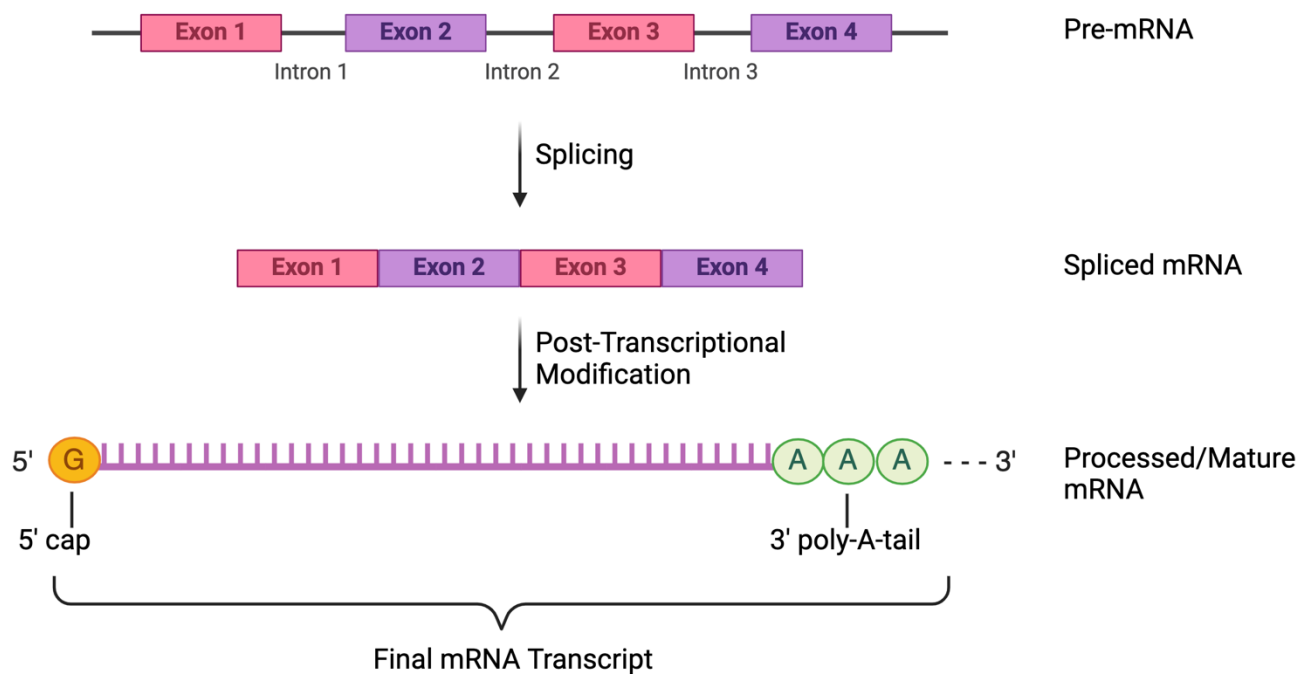 Exon 1 Exon 2 Exon 3 Exon 4 Pre-mRNA
Intron 1 Intron 2 Intron 3
Splicing
Exon 1 Exon 2 Exon 3 Exon 4 Spliced mRNA
Post-Transcriptional
Modification
5' G A A A - - - 3' Processed/Mature
mRNA
5' cap 3' poly-A-tail
Final mRNA Transcript